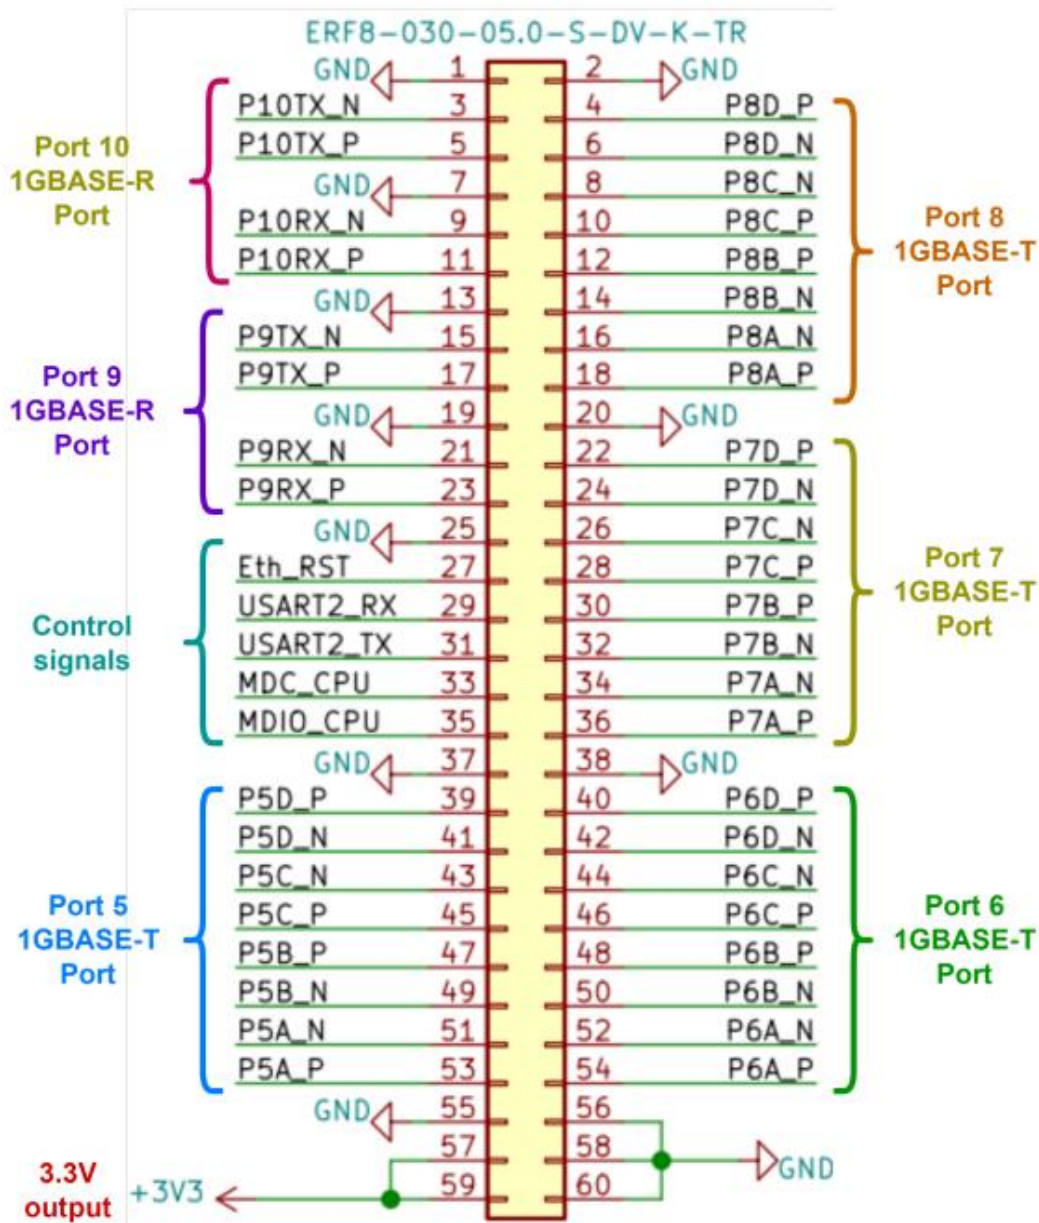 ERF8-030-05.0-S-DV-K-TR
GND 1 2 GND
P10TX_N 3 4 P8D_P
P10TX_P 5 6 P8D_N
GND 7 8 P8C_N
P10RX_N 9 10 P8C_P
P10RX_P 11 12 P8B_P
GND 13 14 P8B_N
P9TX_N 15 16 P8A_N
P9TX_P 17 18 P8A_P
GND 19 20 GND
P9RX_N 21 22 P7D_P
P9RX_P 23 24 P7D_N
GND 25 26 P7C_N
Eth_RST 27 28 P7C_P
USART2_RX 29 30 P7B_P
USART2_TX 31 32 P7B_N
MDC_CPU 33 34 P7A_N
MDIO_CPU 35 36 P7A_P
GND 37 38 GND
P5D_P 39 40 P6D_P
P5D_N 41 42 P6D_N
P5C_N 43 44 P6C_N
P5C_P 45 46 P6C_P
P5B_P 47 48 P6B_P
P5B_N 49 50 P6B_N
P5A_N 51 52 P6A_N
P5A_P 53 54 P6A_P
GND 55 56
57 58 GND
+3V3 59 60
Port 10
1GBASE-R
Port
Port 9
1GBASE-R
Port
Control
signals
Port 5
1GBASE-T
Port
3.3V
output
Port 8
1GBASE-T
Port
Port 7
1GBASE-T
Port
Port 6
1GBASE-T
Port